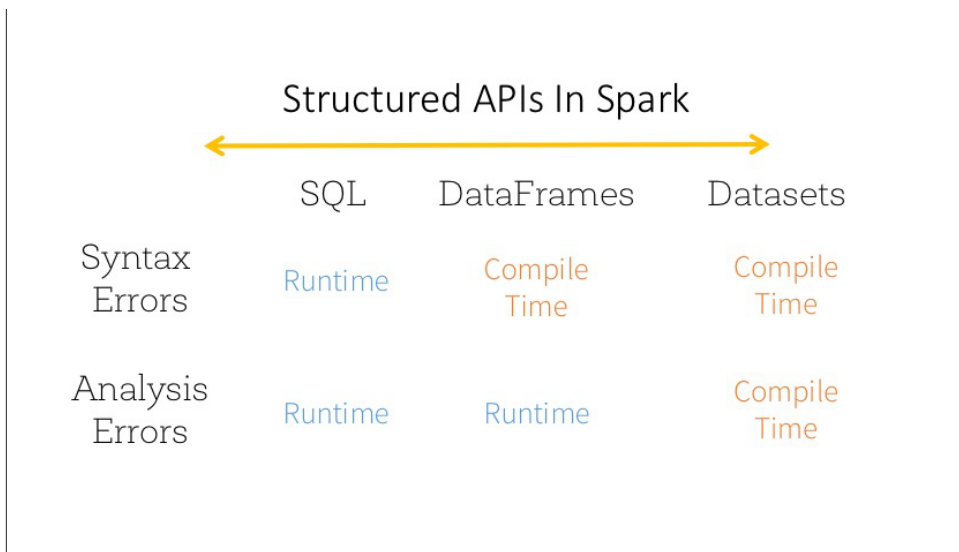 Structured APIs In Spark
SQL DataFrames Datasets
Syntax
Errors
Runtime
Compile
Time
Compile
Time
Analysis
Errors
Runtime
Runtime
Compile
Time